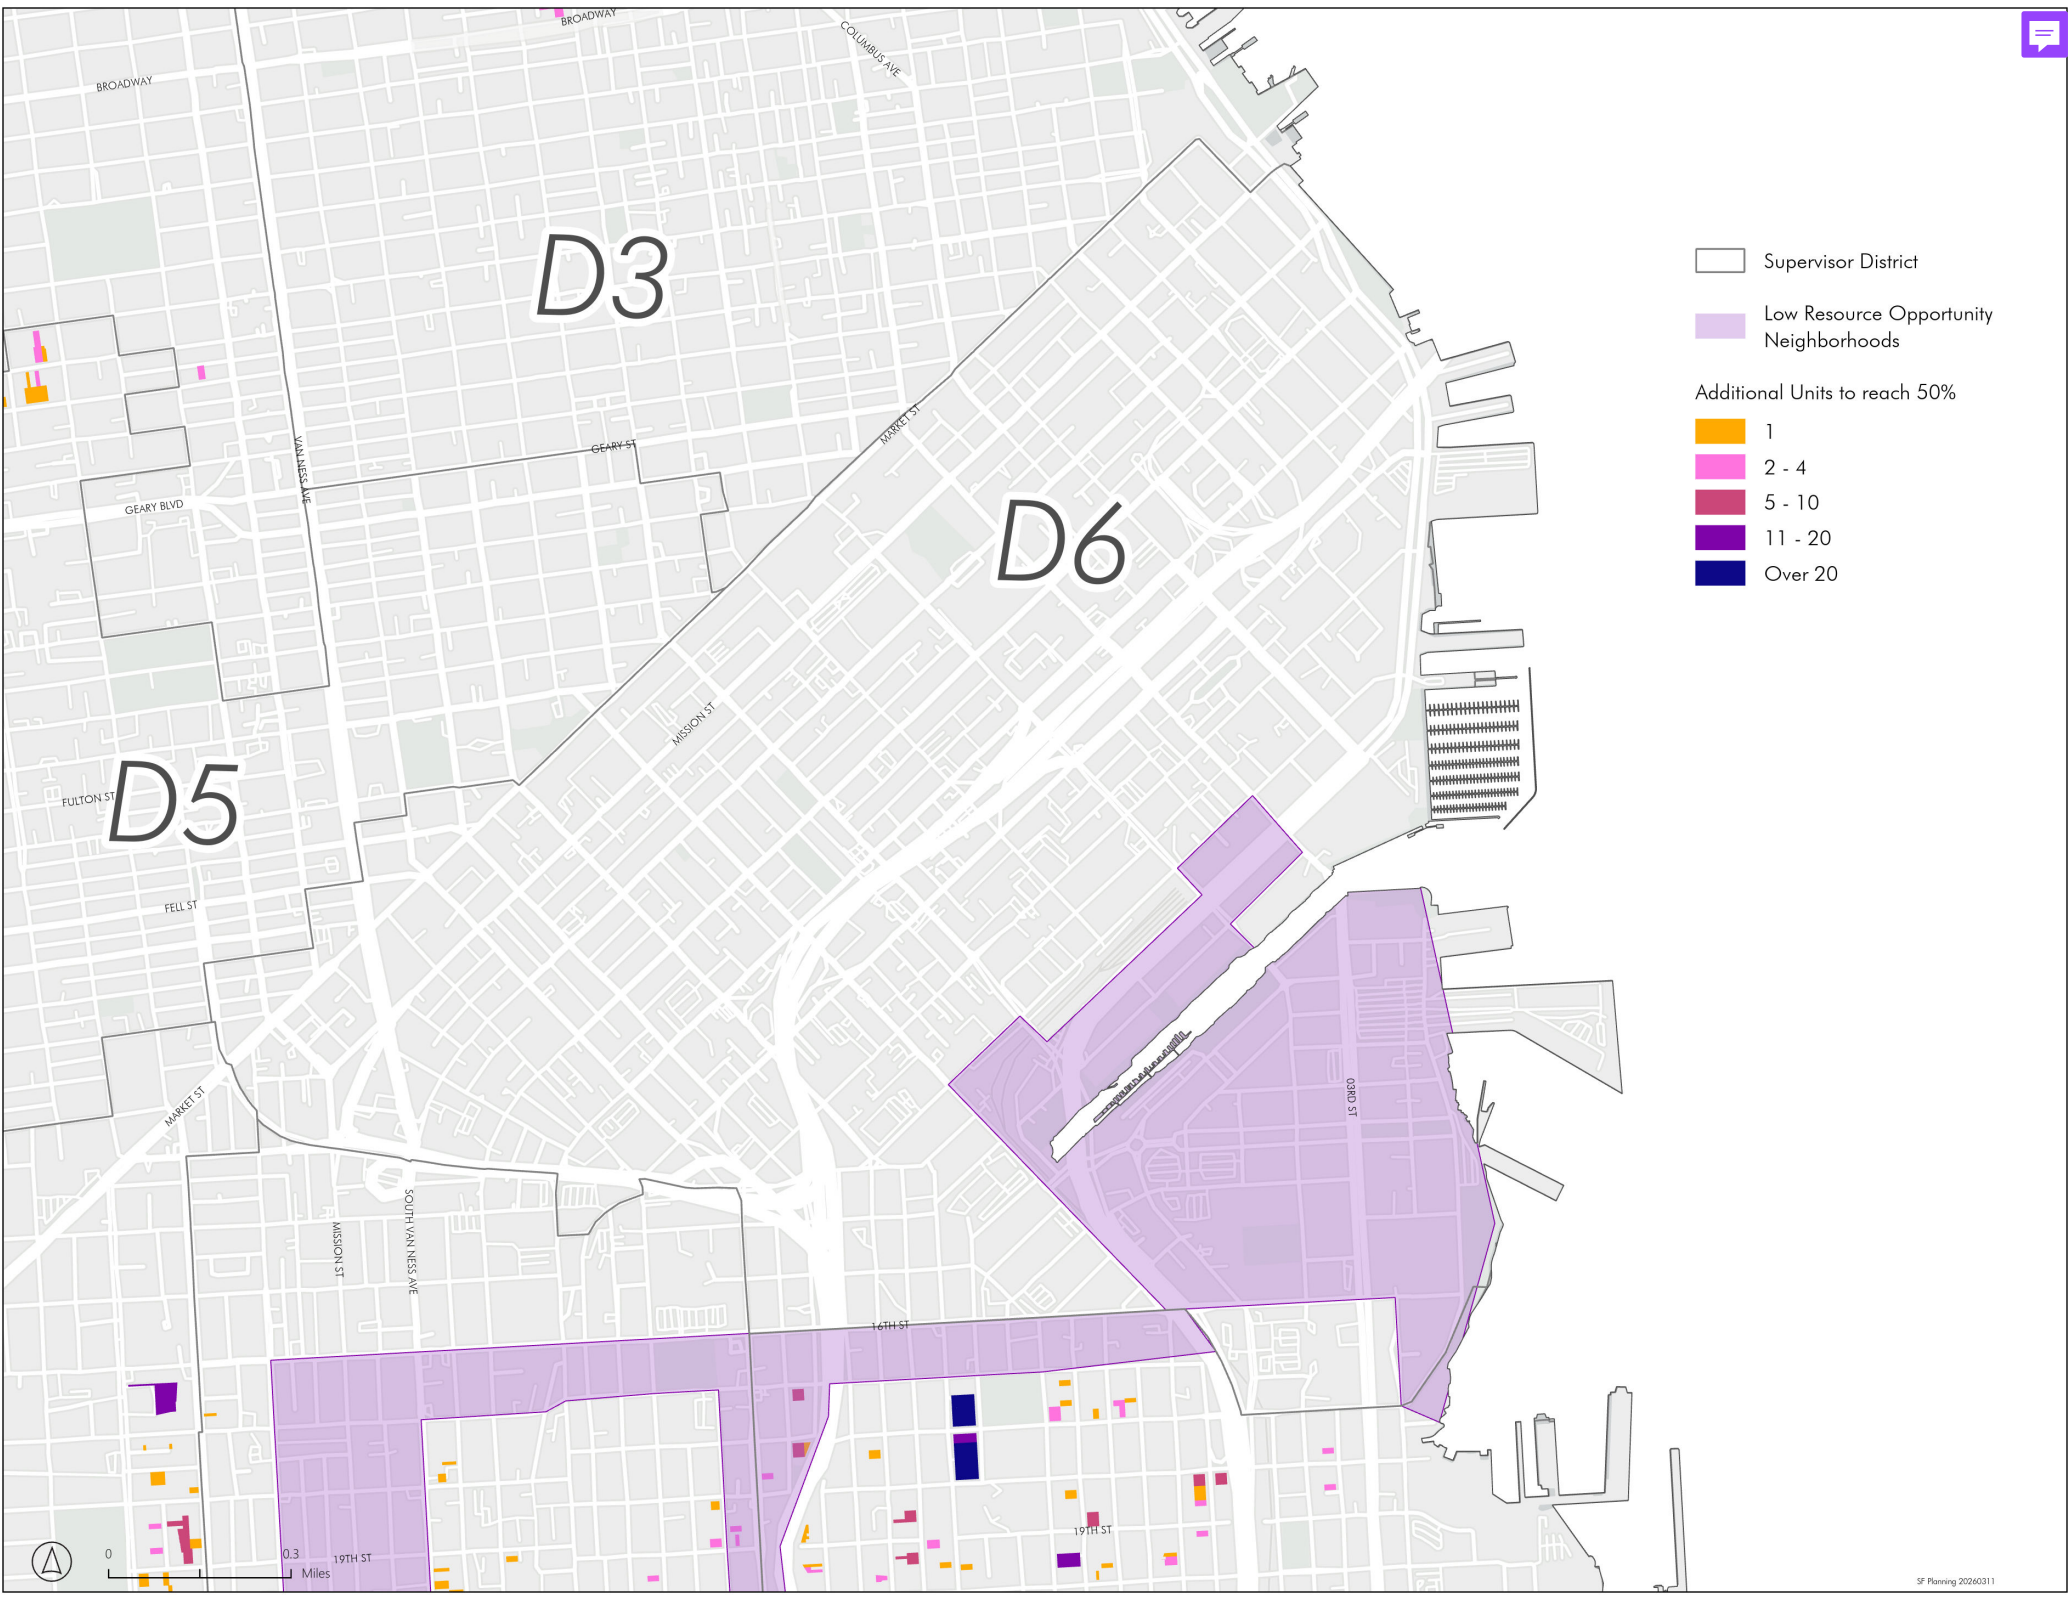 BROADWAY
COLUMBUS AVE
BROADWAY
D3
Supervisor District
Low Resource Opportunity
Neighborhoods
Additional Units to reach 50%
1
2 - 4
5 - 10
11 - 20
Over 20
MARKET ST
GEARY ST
VAN NESS AVE
GEARY BLVD
D6
MISSION ST
D5
FULTON ST
FELL ST
MARKET ST
03RD ST
MISSION ST
SOUTH VAN NESS AVE
16TH ST
19TH ST
19TH ST
0
0.3
Miles
SF Planning 20260311